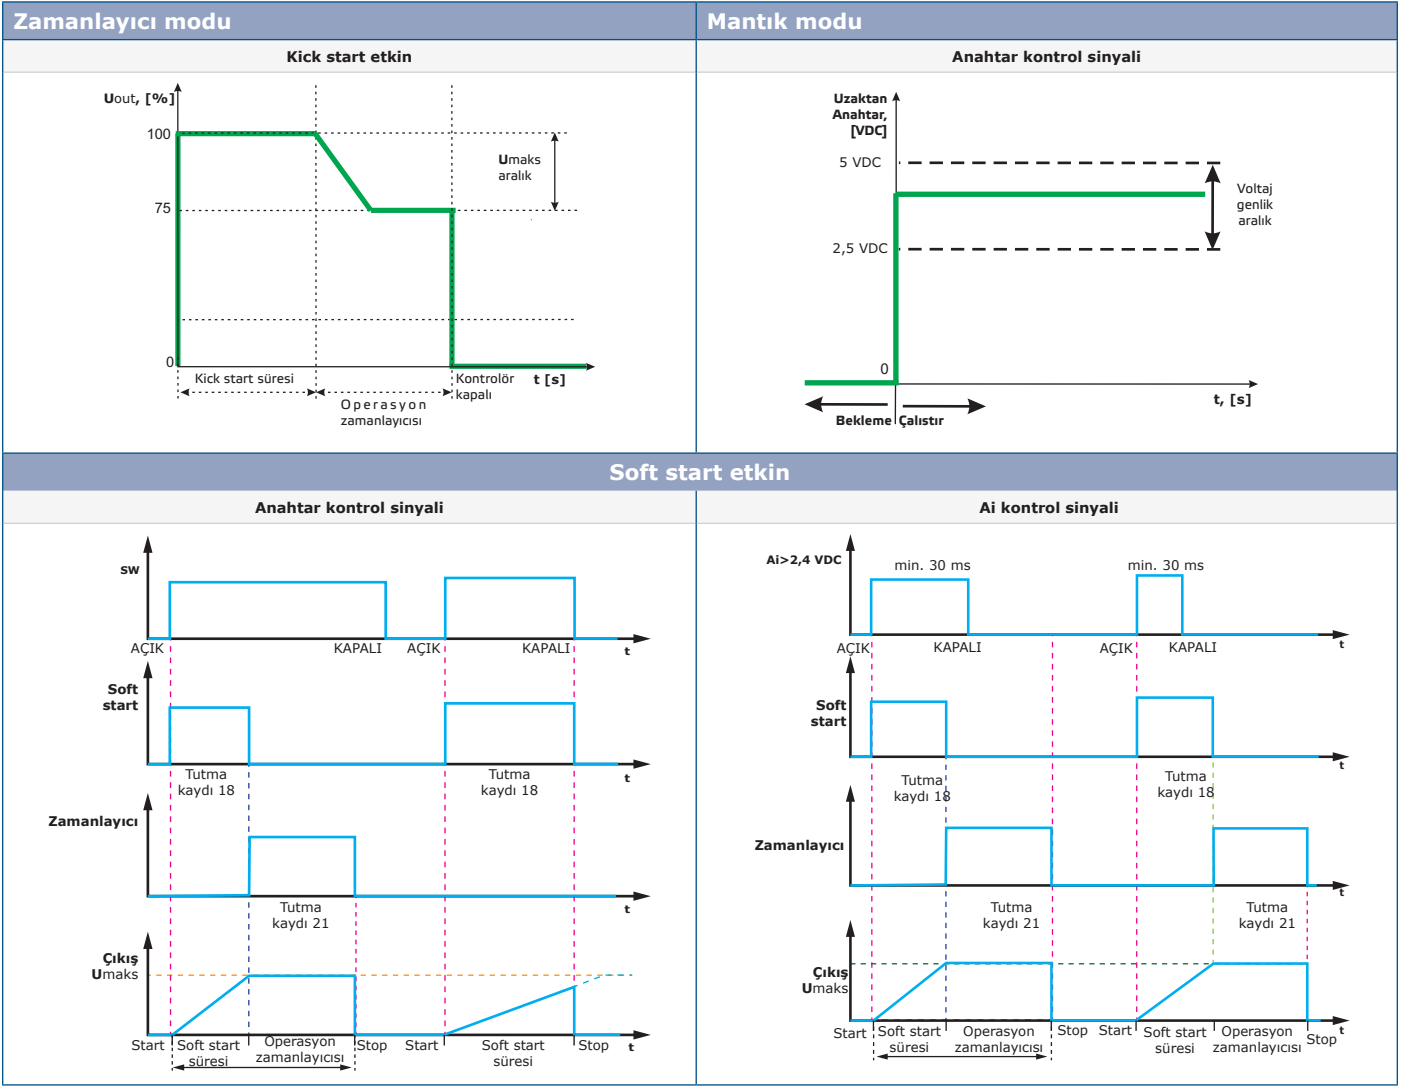 Zamanlayıcı modu
Kick start etkin
Uout, [%]
100
Umaks
aralık
75
0
Kick start süresi
Kontrolör
kapalı
t [s]
Operasyon
zamanlayıcısı
Mantık modu
Anahtar kontrol sinyali
Uzaktan
Anahtar,
[VDC]
5 VDC
Voltaj
genlik
aralık
2,5 VDC
0
t, [s]
Bekleme Çalıstır
Soft start etkin
Anahtar kontrol sinyali
sw
AÇIK
KAPALI
AÇIK
KAPALI
t
Soft
start
t
Tutma
kaydı 18
Tutma
kaydı 18
Zamanlayıcı
t
Tutma
kaydı 21
Çıkış
Umaks
t
Start
Soft start
süresi
Operasyon
zamanlayıcısı
Stop
Start
Soft start
süresi
Stop
Ai kontrol sinyali
Ai>2,4 VDC
min. 30 ms
min. 30 ms
AÇIK
KAPALI
AÇIK
KAPALI
t
Soft
start
t
Tutma
kaydı 18
Tutma
kaydı 18
Zamanlayıcı
t
Tutma
kaydı 21
Tutma
kaydı 21
Çıkış
Umaks
t
Start
Soft start
süresi
Operasyon
zamanlayıcısı
Stop
Start
Soft start
süresi
Operasyon
zamanlayıcısı
Stop